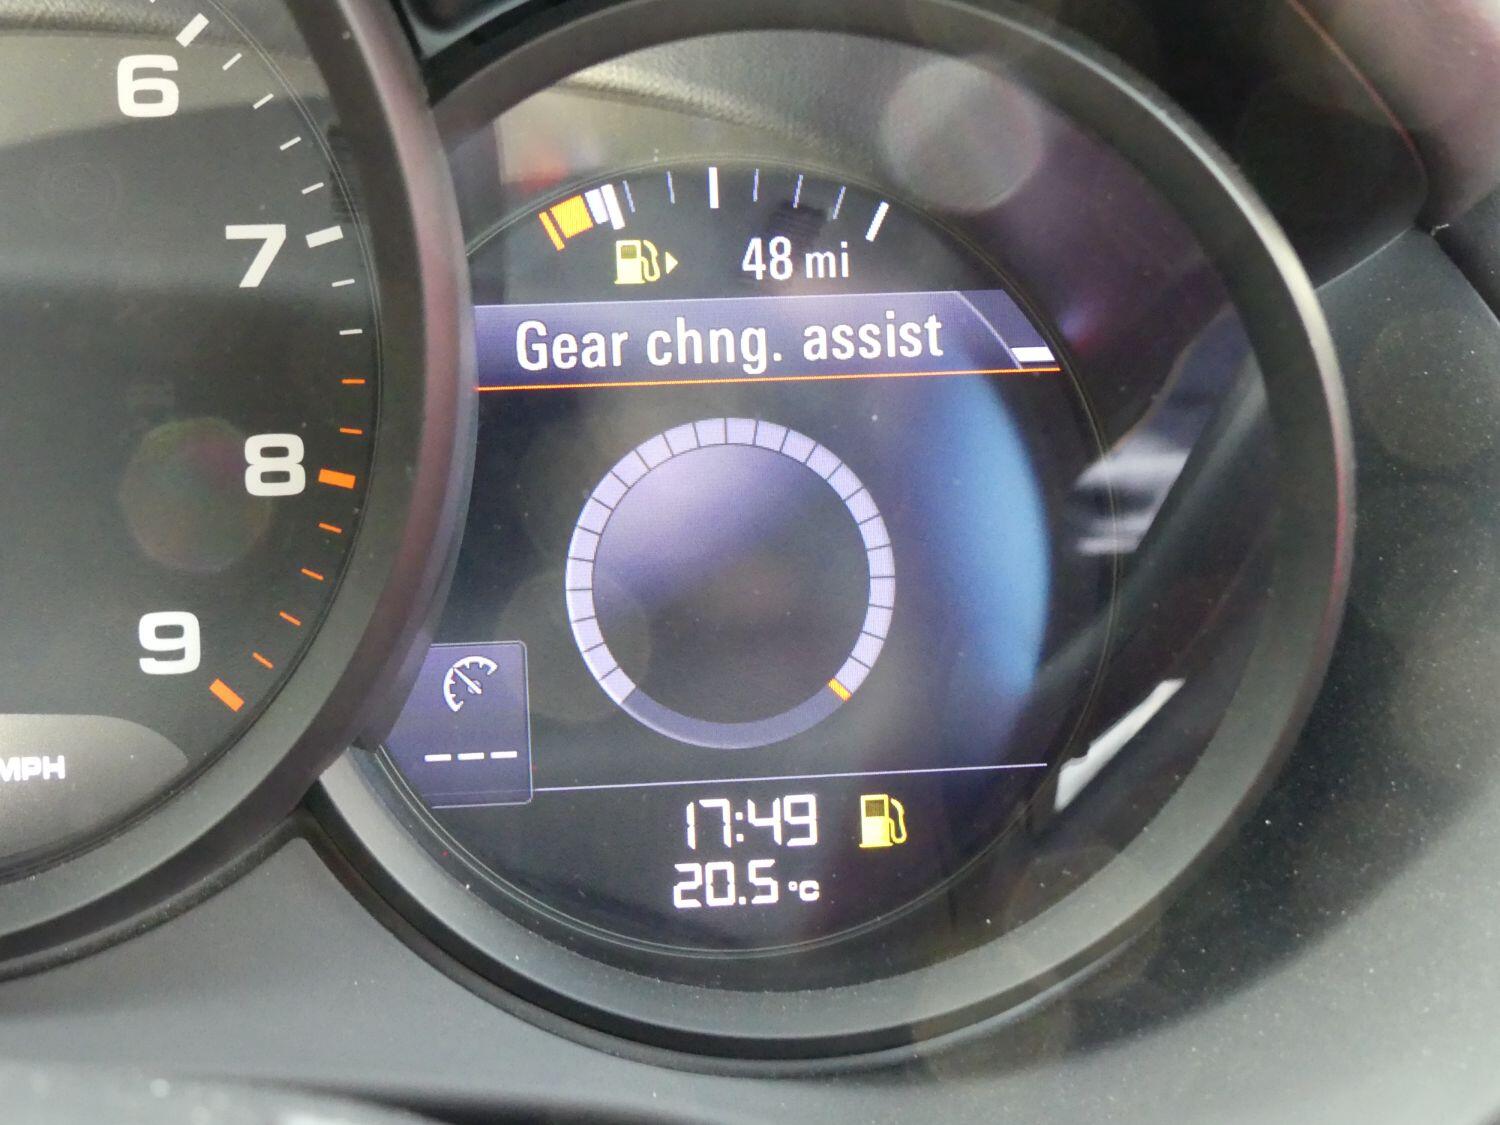 6
7
8
9
MPH
48 mi
Gear chng. assist
---
17:49
20.5 °C